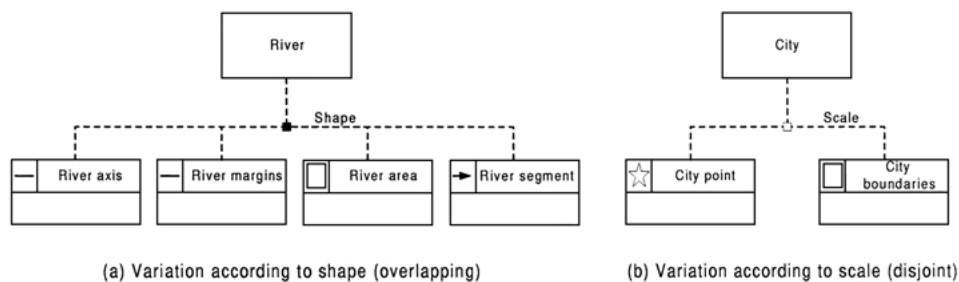 River
City
Shape
Scale
River axis
River margins
River area
River segment
City point
City
boundaries
(a) Variation according to shape (overlapping)
(b) Variation according to scale (disjoint)